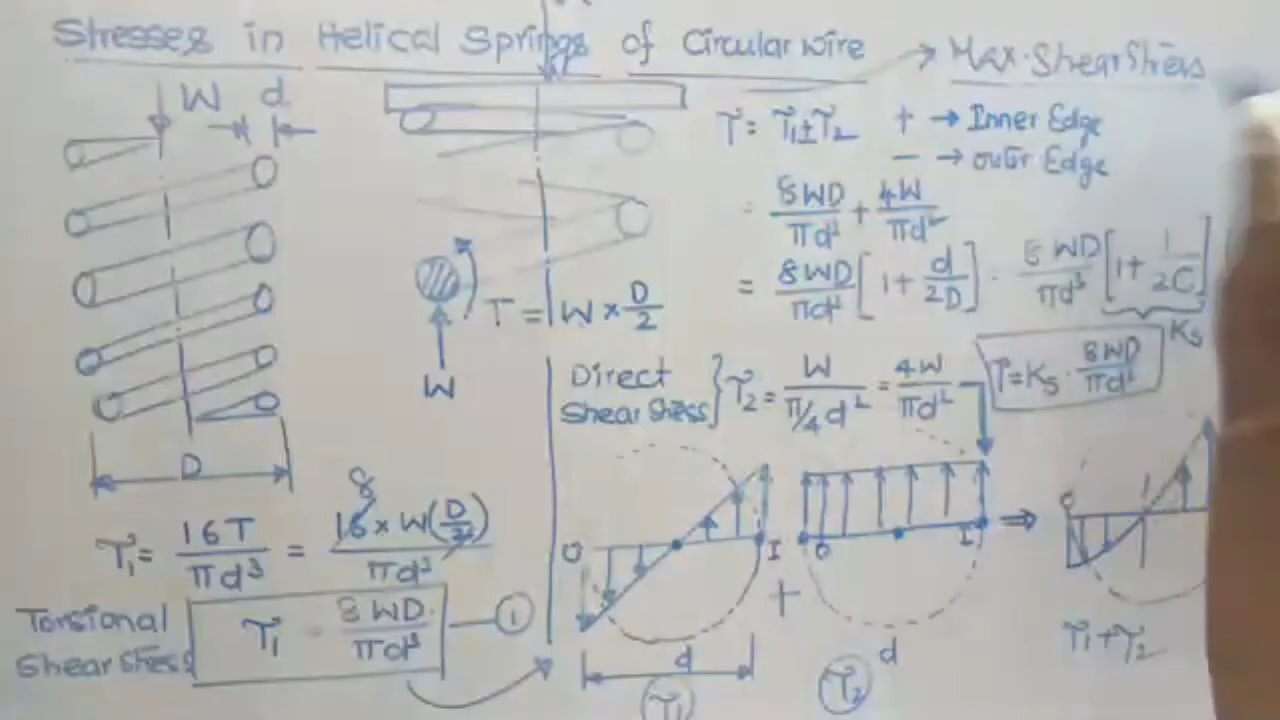 Stresses in Helical Springs of Circular wire → Max. Shear Stress
W d
D
τ₁ = 16T/πd³ = 16 × W(D/2)/πd³
8
Torsional Shear Stress
τ₁ = 8WD/πd³ — ①
T = W × D/2
W
τ = τ₁ ± τ₂
+ → Inner Edge
− → outer Edge
= 8WD/πd³ + 4W/πd²
= 8WD/πd³ [1 + d/2D] = 8WD/πd³ [1 + 1/2C]
Ks
τ = Ks · 8WD/πd³
Direct Shear Stress } τ₂ = W/(π/4 d²) = 4W/πd²
O I
d
τ₁
+
O I
d
τ₂
⇒
O
τ₁ + τ₂